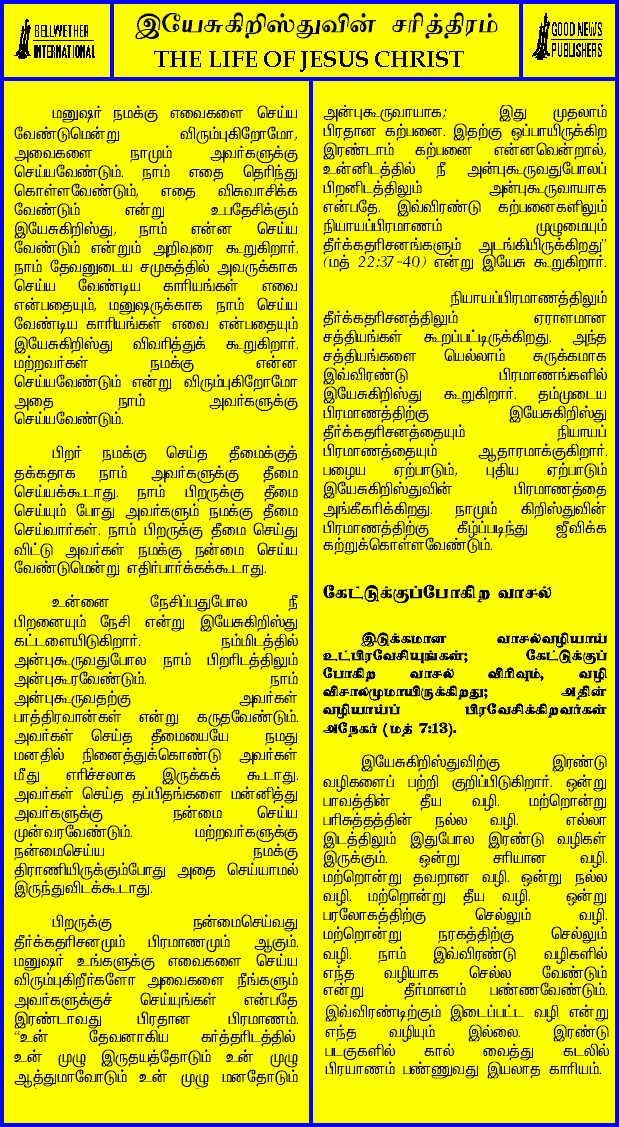 BELLWETHER
INTERNATIONAL
இயேசுகிறிஸ்துவின் சரித்திரம்
THE LIFE OF JESUS CHRIST
GOOD NEWS
PUBLISHERS
மனுஷர் நமக்கு எவைகளை செய்ய
வேண்டுமென்று விரும்புகிறோமோ,
அவைகளை நாமும் அவர்களுக்கு
செய்யவேண்டும். நாம் எதை தெரிந்து
கொள்ளவேண்டும், எதை விசுவாசிக்க
வேண்டும் என்று உபதேசிக்கும்
இயேசுகிறிஸ்து, நாம் என்ன செய்ய
வேண்டும் என்றும் அறிவுரை கூறுகிறார்.
நாம் தேவனுடைய சமுகத்தில் அவருக்காக
செய்ய வேண்டிய காரியங்கள் எவை
என்பதையும், மனுஷருக்காக நாம் செய்ய
வேண்டிய காரியங்கள் எவை என்பதையும்
இயேசுகிறிஸ்து விவரித்துக் கூறுகிறார்.
மற்றவர்கள் நமக்கு என்ன
செய்யவேண்டும் என்று விரும்புகிறோமோ
அதை நாம் அவர்களுக்கு
செய்யவேண்டும்.
பிறர் நமக்கு செய்த தீமைக்குத்
தக்கதாக நாம் அவர்களுக்கு தீமை
செய்யக்கூடாது. நாம் பிறருக்கு தீமை
செய்யும் போது அவர்களும் நமக்கு தீமை
செய்வார்கள். நாம் பிறருக்கு தீமை செய்து
விட்டு அவர்கள் நமக்கு நன்மை செய்ய
வேண்டுமென்று எதிர்பார்க்கக்கூடாது.
உன்னை நேசிப்பதுபோல நீ
பிறனையும் நேசி என்று இயேசுகிறிஸ்து
கட்டளையிடுகிறார். நம்மிடத்தில்
அன்புகூருவதுபோல நாம் பிறரிடத்திலும்
அன்புகூரவேண்டும். நாம்
அன்புகூருவதற்கு அவர்கள்
பாத்திரவான்கள் என்று கருதவேண்டும்.
அவர்கள் செய்த தீமையையே நமது
மனதில் நினைத்துக்கொண்டு அவர்கள்
மீது எரிச்சலாக இருக்கக் கூடாது.
அவர்கள் செய்த தப்பிதங்களை மன்னித்து
அவர்களுக்கு நன்மை செய்ய
முன்வரவேண்டும். மற்றவர்களுக்கு
நன்மைசெய்ய நமக்கு
திராணியிருக்கும்போது அதை செய்யாமல்
இருந்துவிடக்கூடாது.
பிறருக்கு நன்மைசெய்வது
தீர்க்கதரிசனமும் பிரமாணமும் ஆகும்.
மனுஷர் உங்களுக்கு எவைகளை செய்ய
விரும்புகிறீர்களோ அவைகளை நீங்களும்
அவர்களுக்குச் செய்யுங்கள் என்பதே
இரண்டாவது பிரதான பிரமாணம்.
“உன் தேவனாகிய கர்த்தரிடத்தில்
உன் முழு இருதயத்தோடும் உன் முழு
ஆத்துமாவோடும் உன் முழு மனதோடும்
அன்புகூருவாயாக; இது முதலாம்
பிரதான கற்பனை. இதற்கு ஒப்பாயிருக்கிற
இரண்டாம் கற்பனை என்னவென்றால்,
உன்னிடத்தில் நீ அன்புகூருவதுபோலப்
பிறனிடத்திலும் அன்புகூருவாயாக
என்பதே. இவ்விரண்டு கற்பனைகளிலும்
நியாயப்பிரமாணம் முழுமையும்
தீர்க்கதரிசனங்களும் அடங்கியிருக்கிறது”
(மத் 22:37-40) என்று இயேசு கூறுகிறார்.
நியாயப்பிரமாணத்திலும்
தீர்க்கதரிசனத்திலும் ஏராளமான
சத்தியங்கள் கூறப்பட்டிருக்கிறது. அந்த
சத்தியங்களை யெல்லாம் சுருக்கமாக
இவ்விரண்டு பிரமாணங்களில்
இயேசுகிறிஸ்து கூறுகிறார். தம்முடைய
பிரமாணத்திற்கு இயேசுகிறிஸ்து
தீர்க்கதரிசனத்தையும் நியாயப்
பிரமாணத்தையும் ஆதாரமாக்குகிறார்.
பழைய ஏற்பாடும், புதிய ஏற்பாடும்
இயேசுகிறிஸ்துவின் பிரமாணத்தை
அங்கீகரிக்கிறது. நாமும் கிறிஸ்துவின்
பிரமாணத்திற்கு கீழ்ப்படிந்து ஜீவிக்க
கற்றுக்கொள்ளவேண்டும்.
கேட்டுக்குப்போகிற வாசல்
இடுக்கமான வாசல்வழியாய்
உட்பிரவேசியுங்கள்; கேட்டுக்குப்
போகிற வாசல் விரிவும், வழி
விசாலமுமாயிருக்கிறது; அதின்
வழியாய்ப் பிரவேசிக்கிறவர்கள்
அநேகர் (மத் 7:13).
இயேசுகிறிஸ்துவிற்கு இரண்டு
வழிகளைப் பற்றி குறிப்பிடுகிறார். ஒன்று
பாவத்தின் தீய வழி. மற்றொன்று
பரிசுத்தத்தின் நல்ல வழி. எல்லா
இடத்திலும் இதுபோல இரண்டு வழிகள்
இருக்கும். ஒன்று சரியான வழி.
மற்றொன்று தவறான வழி. ஒன்று நல்ல
வழி. மற்றொன்று தீய வழி. ஒன்று
பரலோகத்திற்கு செல்லும் வழி.
மற்றொன்று நரகத்திற்கு செல்லும்
வழி. நாம் இவ்விரண்டு வழிகளில்
எந்த வழியாக செல்ல வேண்டும்
என்று தீர்மானம் பண்ணவேண்டும்.
இவ்விரண்டிற்கும் இடைப்பட்ட வழி என்று
எந்த வழியும் இல்லை. இரண்டு
படகுகளில் கால் வைத்து கடலில்
பிரயாணம் பண்ணுவது இயலாத காரியம்.